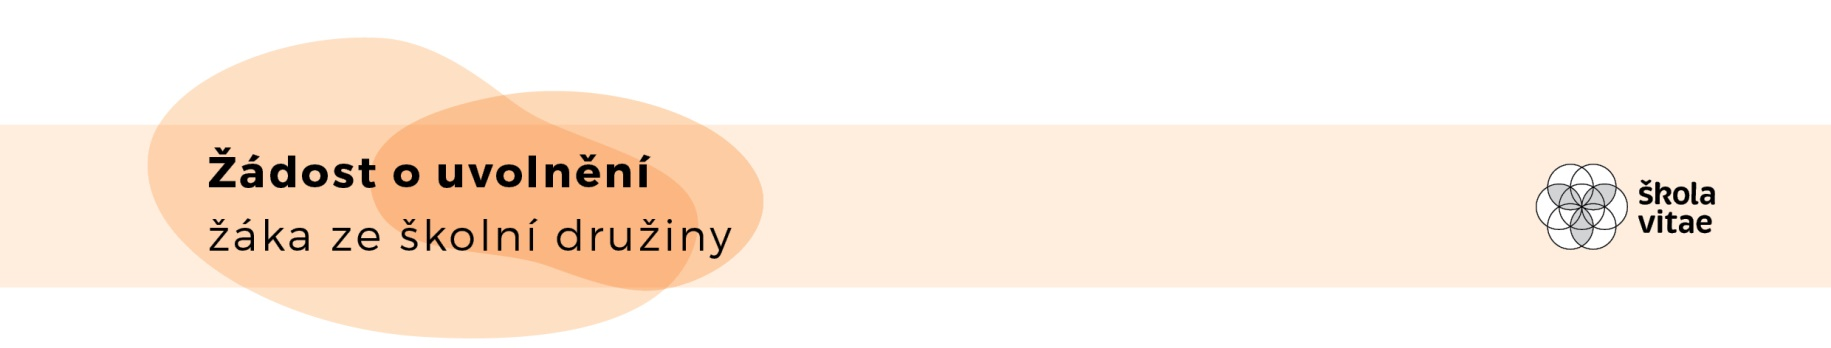 Žádost o uvolnění
žáka ze školní družiny
škola
vitae